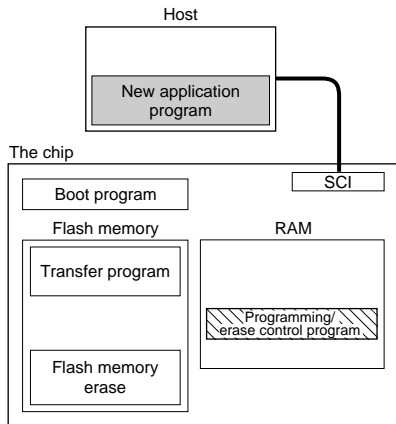 Host
New application
program
The chip
SCI
Boot program
Flash memory
RAM
Transfer program
Programming/
erase control program
Flash memory
erase